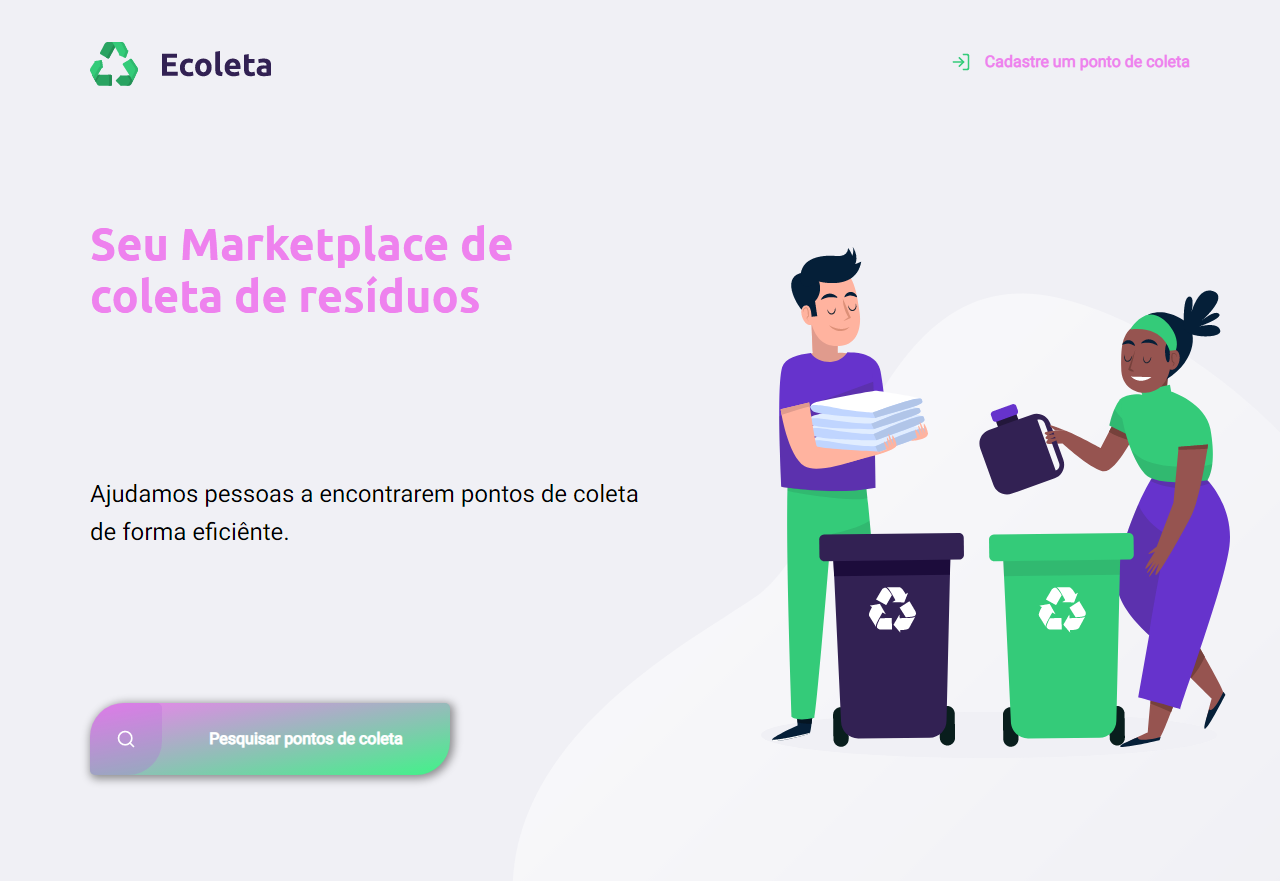 Ecoleta
Cadastre um ponto de coleta
Seu Marketplace de
coleta de resíduos
Ajudamos pessoas a encontrarem pontos de coleta
de forma eficiênte.
Pesquisar pontos de coleta